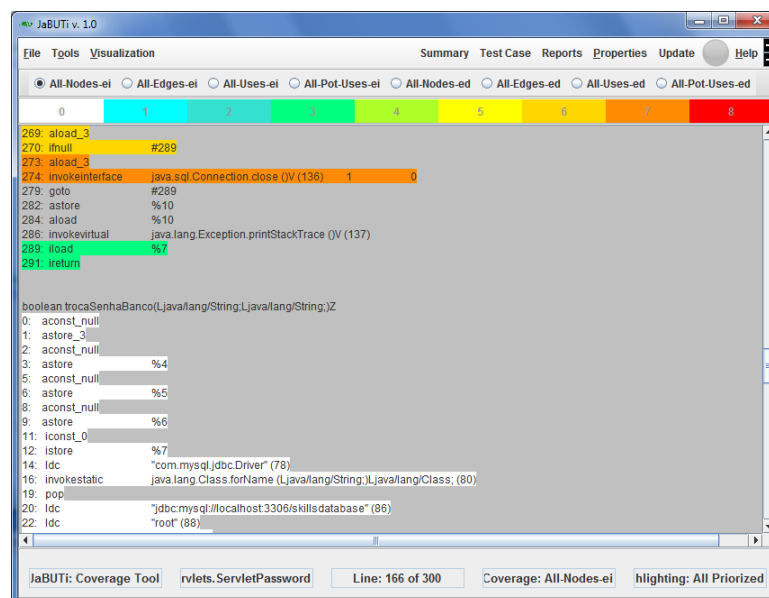 JaBUTi v. 1.0
File Tools Visualization Summary Test Case Reports Properties Update Help
All-Nodes-ei All-Edges-ei All-Uses-ei All-Pot-Uses-ei All-Nodes-ed All-Edges-ed All-Uses-ed All-Pot-Uses-ed
0 1 2 3 4 5 6 7 8
269: aload_3
270: ifnull #289
273: aload_3
274: invokeinterface java.sql.Connection.close ()V (136) 1 0
279: goto #289
282: astore %10
284: aload %10
286: invokevirtual java.lang.Exception.printStackTrace ()V (137)
289: iload %7
291: ireturn
boolean trocaSenhaBanco(Ljava/lang/String;Ljava/lang/String;)Z
0: aconst_null
1: astore_3
2: aconst_null
3: astore %4
5: aconst_null
6: astore %5
8: aconst_null
9: astore %6
11: iconst_0
12: istore %7
14: ldc "com.mysql.jdbc.Driver" (78)
16: invokestatic java.lang.Class.forName (Ljava/lang/String;)Ljava/lang/Class; (80)
19: pop
20: ldc "jdbc:mysql://localhost:3306/skillsdatabase" (86)
22: ldc "root" (88)
JaBUTi: Coverage Tool rvlets.ServletPassword Line: 166 of 300 Coverage: All-Nodes-ei hlighting: All Priorized